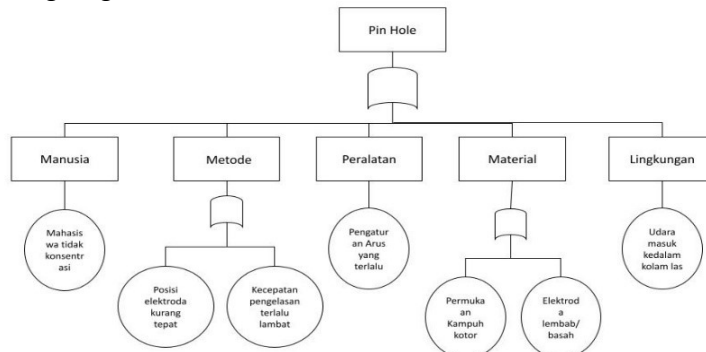 Pin Hole
Manusia
Metode
Peralatan
Material
Lingkungan
Mahasis
wa tidak
konsentr
asi
Pengatur
an Arus
yang
terlalu
Udara
masuk
kedalam
kolam las
Posisi
elektroda
kurang
tepat
Kecepatan
pengelasan
terlalu
lambat
Permuka
an Kampuh
kotor
Elektrod
a
lembab/
basah